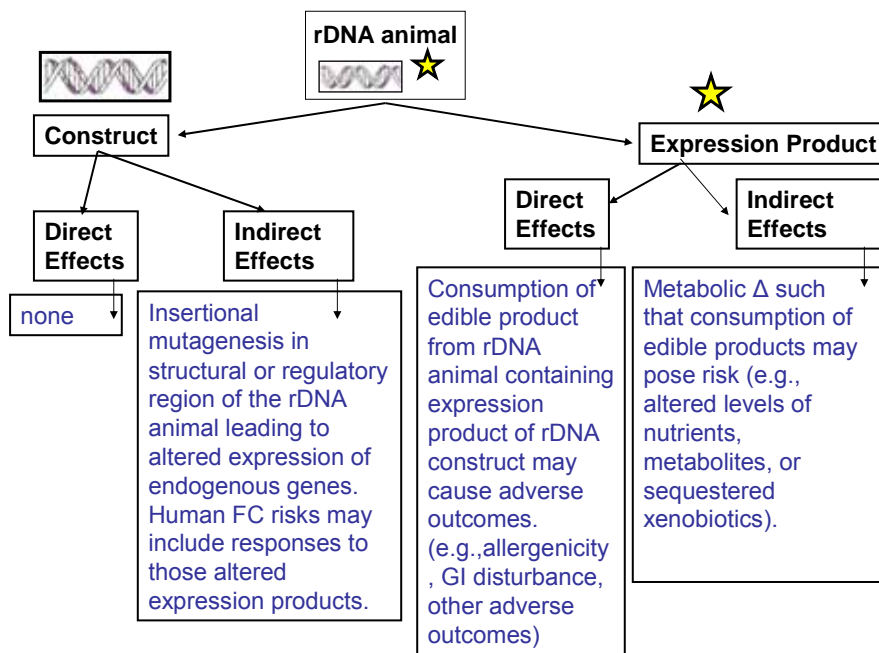 rDNA animal
Construct
Expression Product
Direct
Effects
Indirect
Effects
Direct
Effects
Indirect
Effects
none
Insertional
mutagenesis in
structural or regulatory
region of the rDNA
animal leading to
altered expression of
endogenous genes.
Human FC risks may
include responses to
those altered
expression products.
Consumption of
edible product
from rDNA
animal containing
expression
product of rDNA
construct may
cause adverse
outcomes.
(e.g.,allergenicity
, GI disturbance,
other adverse
outcomes)
Metabolic Δ such
that consumption of
edible products may
pose risk (e.g.,
altered levels of
nutrients,
metabolites, or
sequestered
xenobiotics).